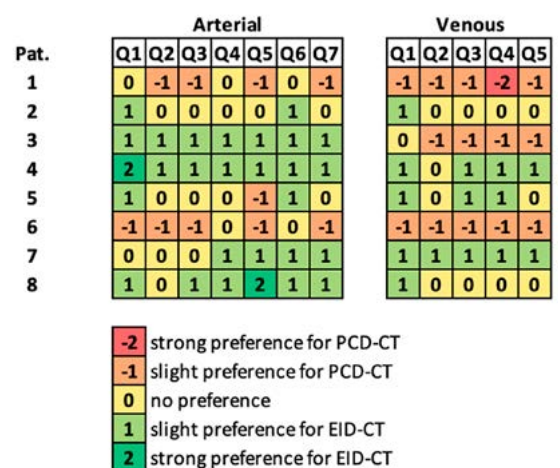 Arterial Venous
Pat. Q1 Q2 Q3 Q4 Q5 Q6 Q7 Q1 Q2 Q3 Q4 Q5
1 0 -1 -1 0 -1 0 -1 -1 -1 -1 -2 -1
2 1 0 0 0 0 1 0 1 0 0 0 0
3 1 1 1 1 1 1 1 0 -1 -1 -1 -1
4 2 1 1 1 1 1 1 1 0 1 1 1
5 1 0 0 0 -1 1 0 1 0 1 1 0
6 -1 -1 -1 0 -1 0 -1 -1 -1 -1 -1 -1
7 0 0 0 1 1 1 1 1 1 1 1 1
8 1 0 1 1 2 1 1 1 0 0 0 0
-2 strong preference for PCD-CT
-1 slight preference for PCD-CT
0 no preference
1 slight preference for EID-CT
2 strong preference for EID-CT